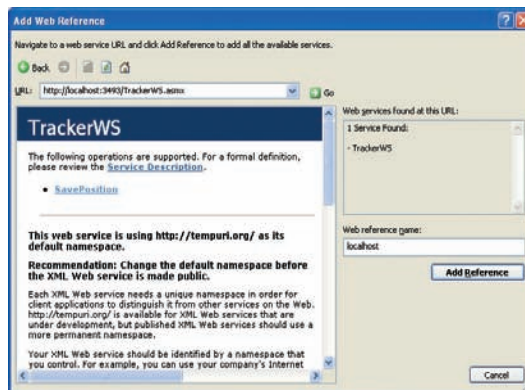 Add Web Reference
Navigate to a web service URL and click Add Reference to add all the available services.
Back
URL: http://localhost:3493/TrackerWS.asmx
Go
TrackerWS
The following operations are supported. For a formal definition,
please review the Service Description.
SavePosition
This web service is using http://tempuri.org/ as its
default namespace.
Recommendation: Change the default namespace before
the XML Web service is made public.
Each XML Web service needs a unique namespace in order for
client applications to distinguish it from other services on the Web.
http://tempuri.org/ is available for XML Web services that are
under development, but published XML Web services should use a
more permanent namespace.
Your XML Web service should be identified by a namespace that
you control. For example, you can use your company's Internet
Web services found at this URL:
1 Service Found:
- TrackerWS
Web reference name:
localhost
Add Reference
Cancel